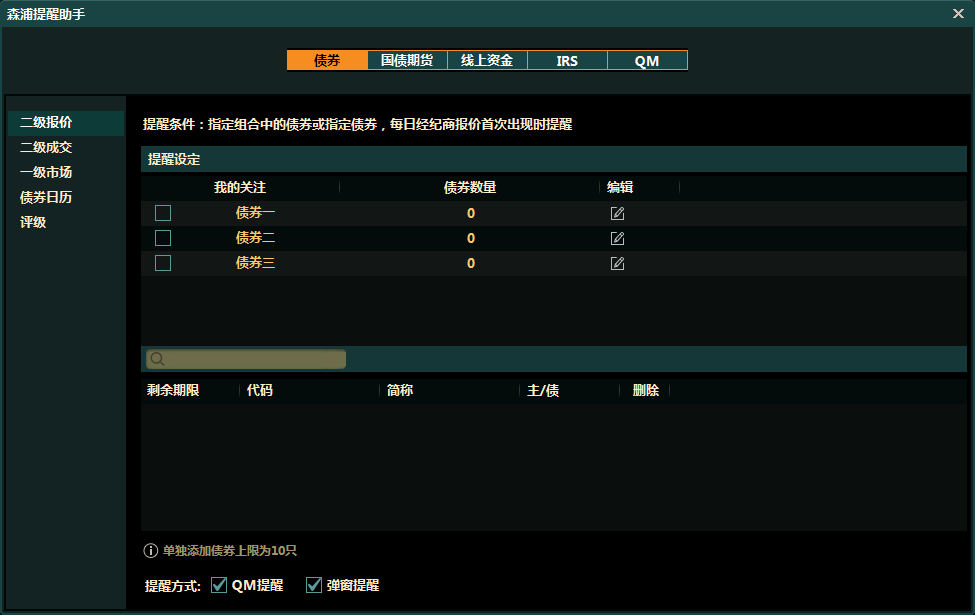 森浦提醒助手
债券 国债期货 线上资金 IRS QM
二级报价
二级成交
一级市场
债券日历
评级
提醒条件：指定组合中的债券或指定债券，每日经纪商报价首次出现时提醒
提醒设定
我的关注 债券数量 编辑
债券一 0
债券二 0
债券三 0
剩余期限 代码 简称 主/债 删除
单独添加债券上限为10只
提醒方式: QM提醒 弹窗提醒